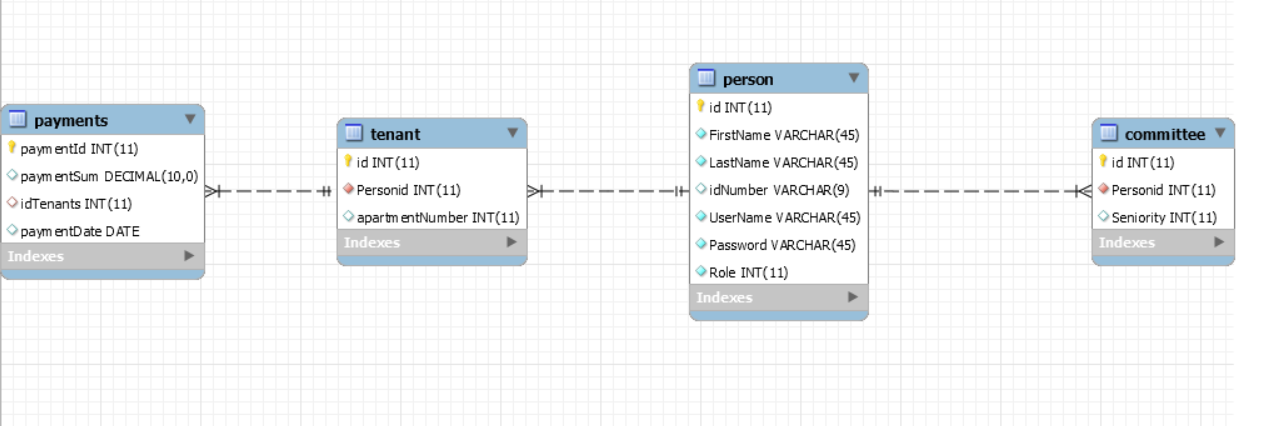 payments
paymentId INT(11)
paymentSum DECIMAL(10,0)
idTenants INT(11)
paymentDate DATE
Indexes
tenant
id INT(11)
Personid INT(11)
apartmentNumber INT(11)
Indexes
person
id INT(11)
FirstName VARCHAR(45)
LastName VARCHAR(45)
idNumber VARCHAR(9)
UserName VARCHAR(45)
Password VARCHAR(45)
Role INT(11)
Indexes
committee
id INT(11)
Personid INT(11)
Seniority INT(11)
Indexes